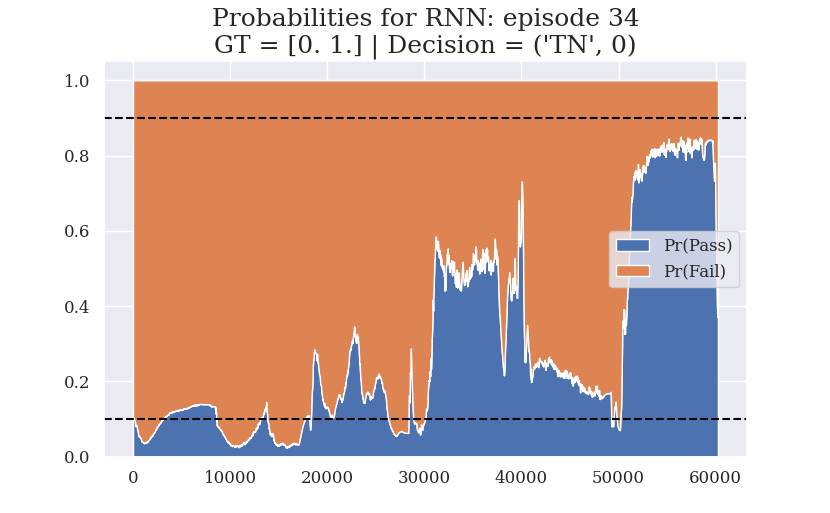 Probabilities for RNN: episode 34
GT = [0. 1.] | Decision = ('TN', 0)
1.0
0.8
0.6
0.4
0.2
0.0
Pr(Pass)
Pr(Fail)
0 10000 20000 30000 40000 50000 60000